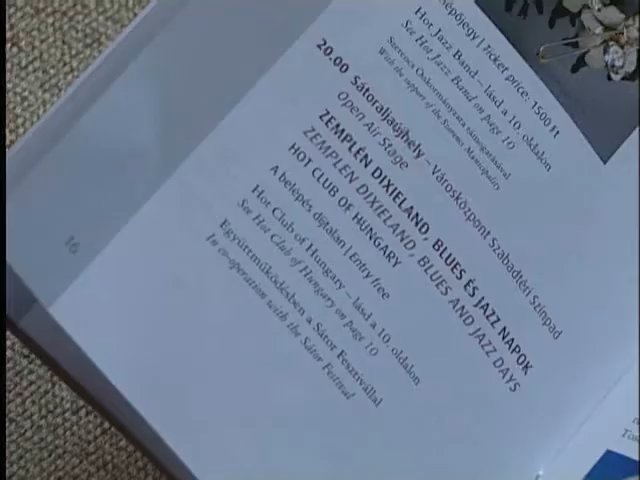 Belépőjegy | Ticket price: 1500 Ft
Hot Jazz Band – lásd a 10. oldalon
See Hot Jazz Band on page 10
Szerencs Önkormányzata támogatásával
With the support of the Szerencs Municipality
20.00 Sátoraljaújhely – Városközpont Szabadtéri Színpad
Open Air Stage
ZEMPLÉN DIXIELAND, BLUES ÉS JAZZ NAPOK
ZEMPLÉN DIXIELAND, BLUES AND JAZZ DAYS
HOT CLUB OF HUNGARY
A belépés díjtalan | Entry free
Hot Club of Hungary – lásd a 10. oldalon
See Hot Club of Hungary on page 10
Együttműködésben a Sátor Fesztivállal
In co-operation with the Sátor Festival
16